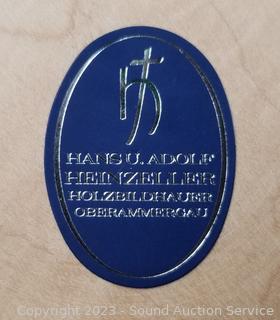 HANS U. ADOLF
HEINZELLER
HOLZBILDHAUER
OBERAMMERGAU
Copyright 2023 - Sound Auction Service